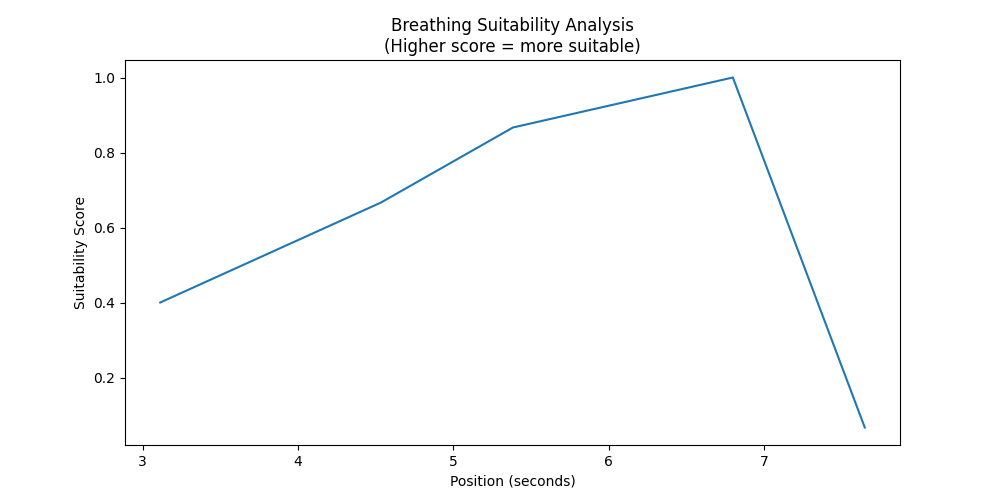 Breathing Suitability Analysis
(Higher score = more suitable)
Suitability Score
1.0
0.8
0.6
0.4
0.2
3 4 5 6 7
Position (seconds)